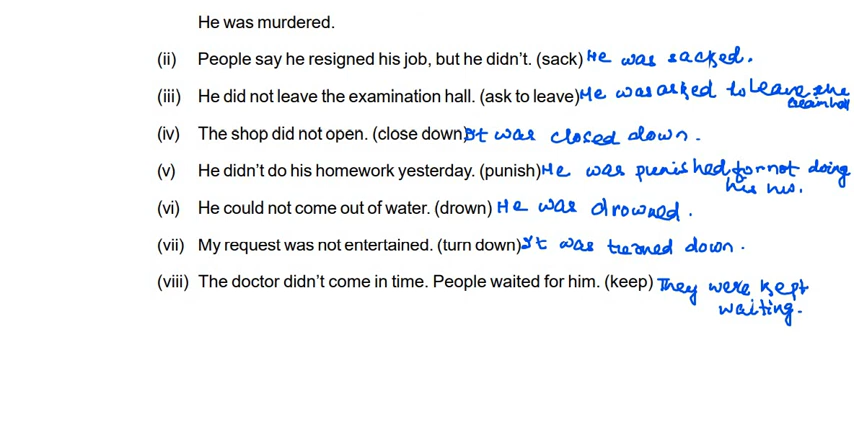 He was murdered.
(ii) People say he resigned his job, but he didn't. (sack) He was sacked.
(iii) He did not leave the examination hall. (ask to leave) He was asked to leave the
exam hall
(iv) The shop did not open. (close down) It was closed down.
(v) He didn't do his homework yesterday. (punish) He was punished for not doing
his
(vi) He could not come out of water. (drown) He was drowned.
(vii) My request was not entertained. (turn down) It was turned down.
(viii) The doctor didn't come in time. People waited for him. (keep) They were kept
waiting.